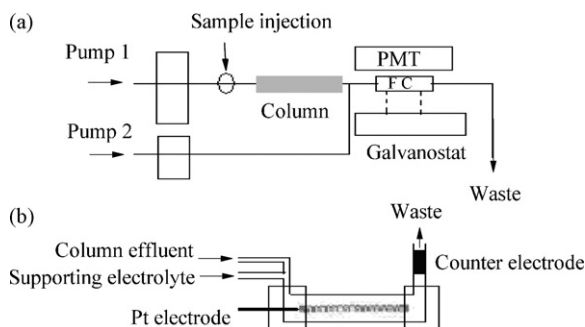 (a)
Sample injection
Pump 1
PMT
F C
Column
Pump 2
Galvanostat
Waste
(b)
Waste
Column effluent
Counter electrode
Supporting electrolyte
Pt electrode